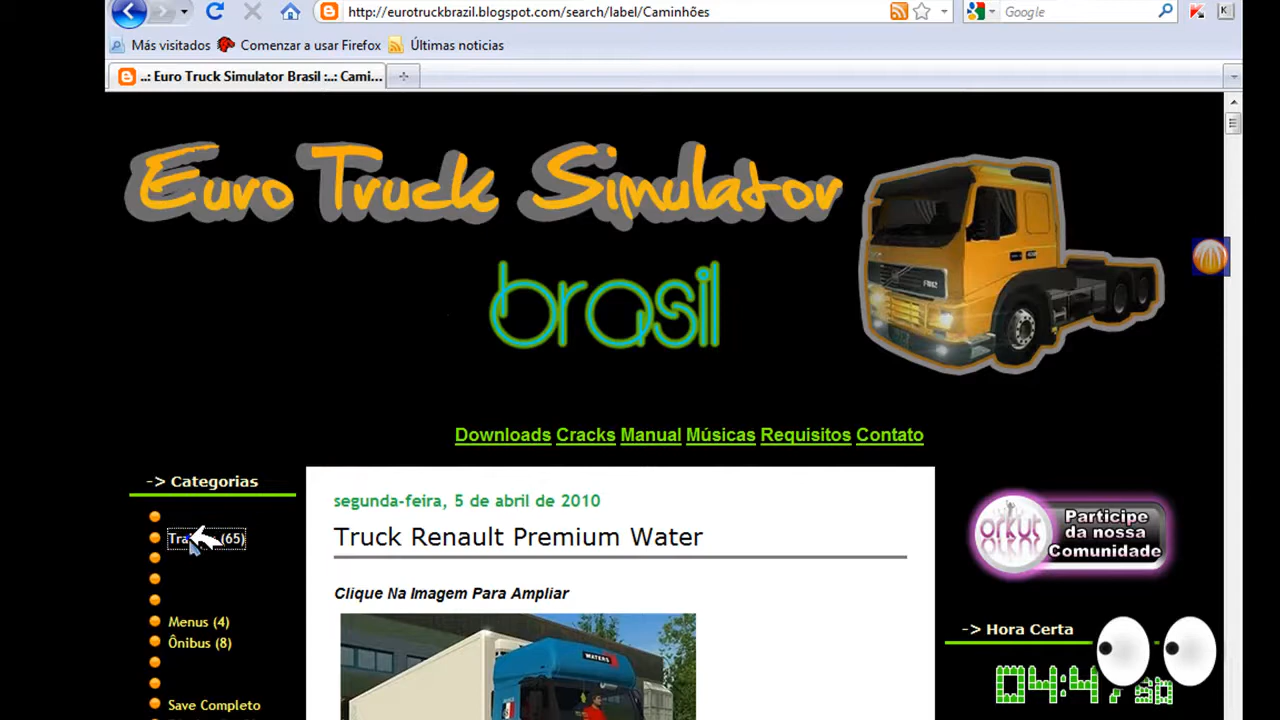 http://eurotruckbrazil.blogspot.com/search/label/Caminhões
Google
Más visitados
Comenzar a usar Firefox
Últimas noticias
..: Euro Truck Simulator Brasil :..: Cami...
Euro Truck Simulator
brasil
Downloads Cracks Manual Músicas Requisitos Contato
-> Categorias
(65)
Menus (4)
Ônibus (8)
Save Completo
segunda-feira, 5 de abril de 2010
Truck Renault Premium Water
Clique Na Imagem Para Ampliar
WATERS
orkut
Participe
da nossa
Comunidade
-> Hora Certa